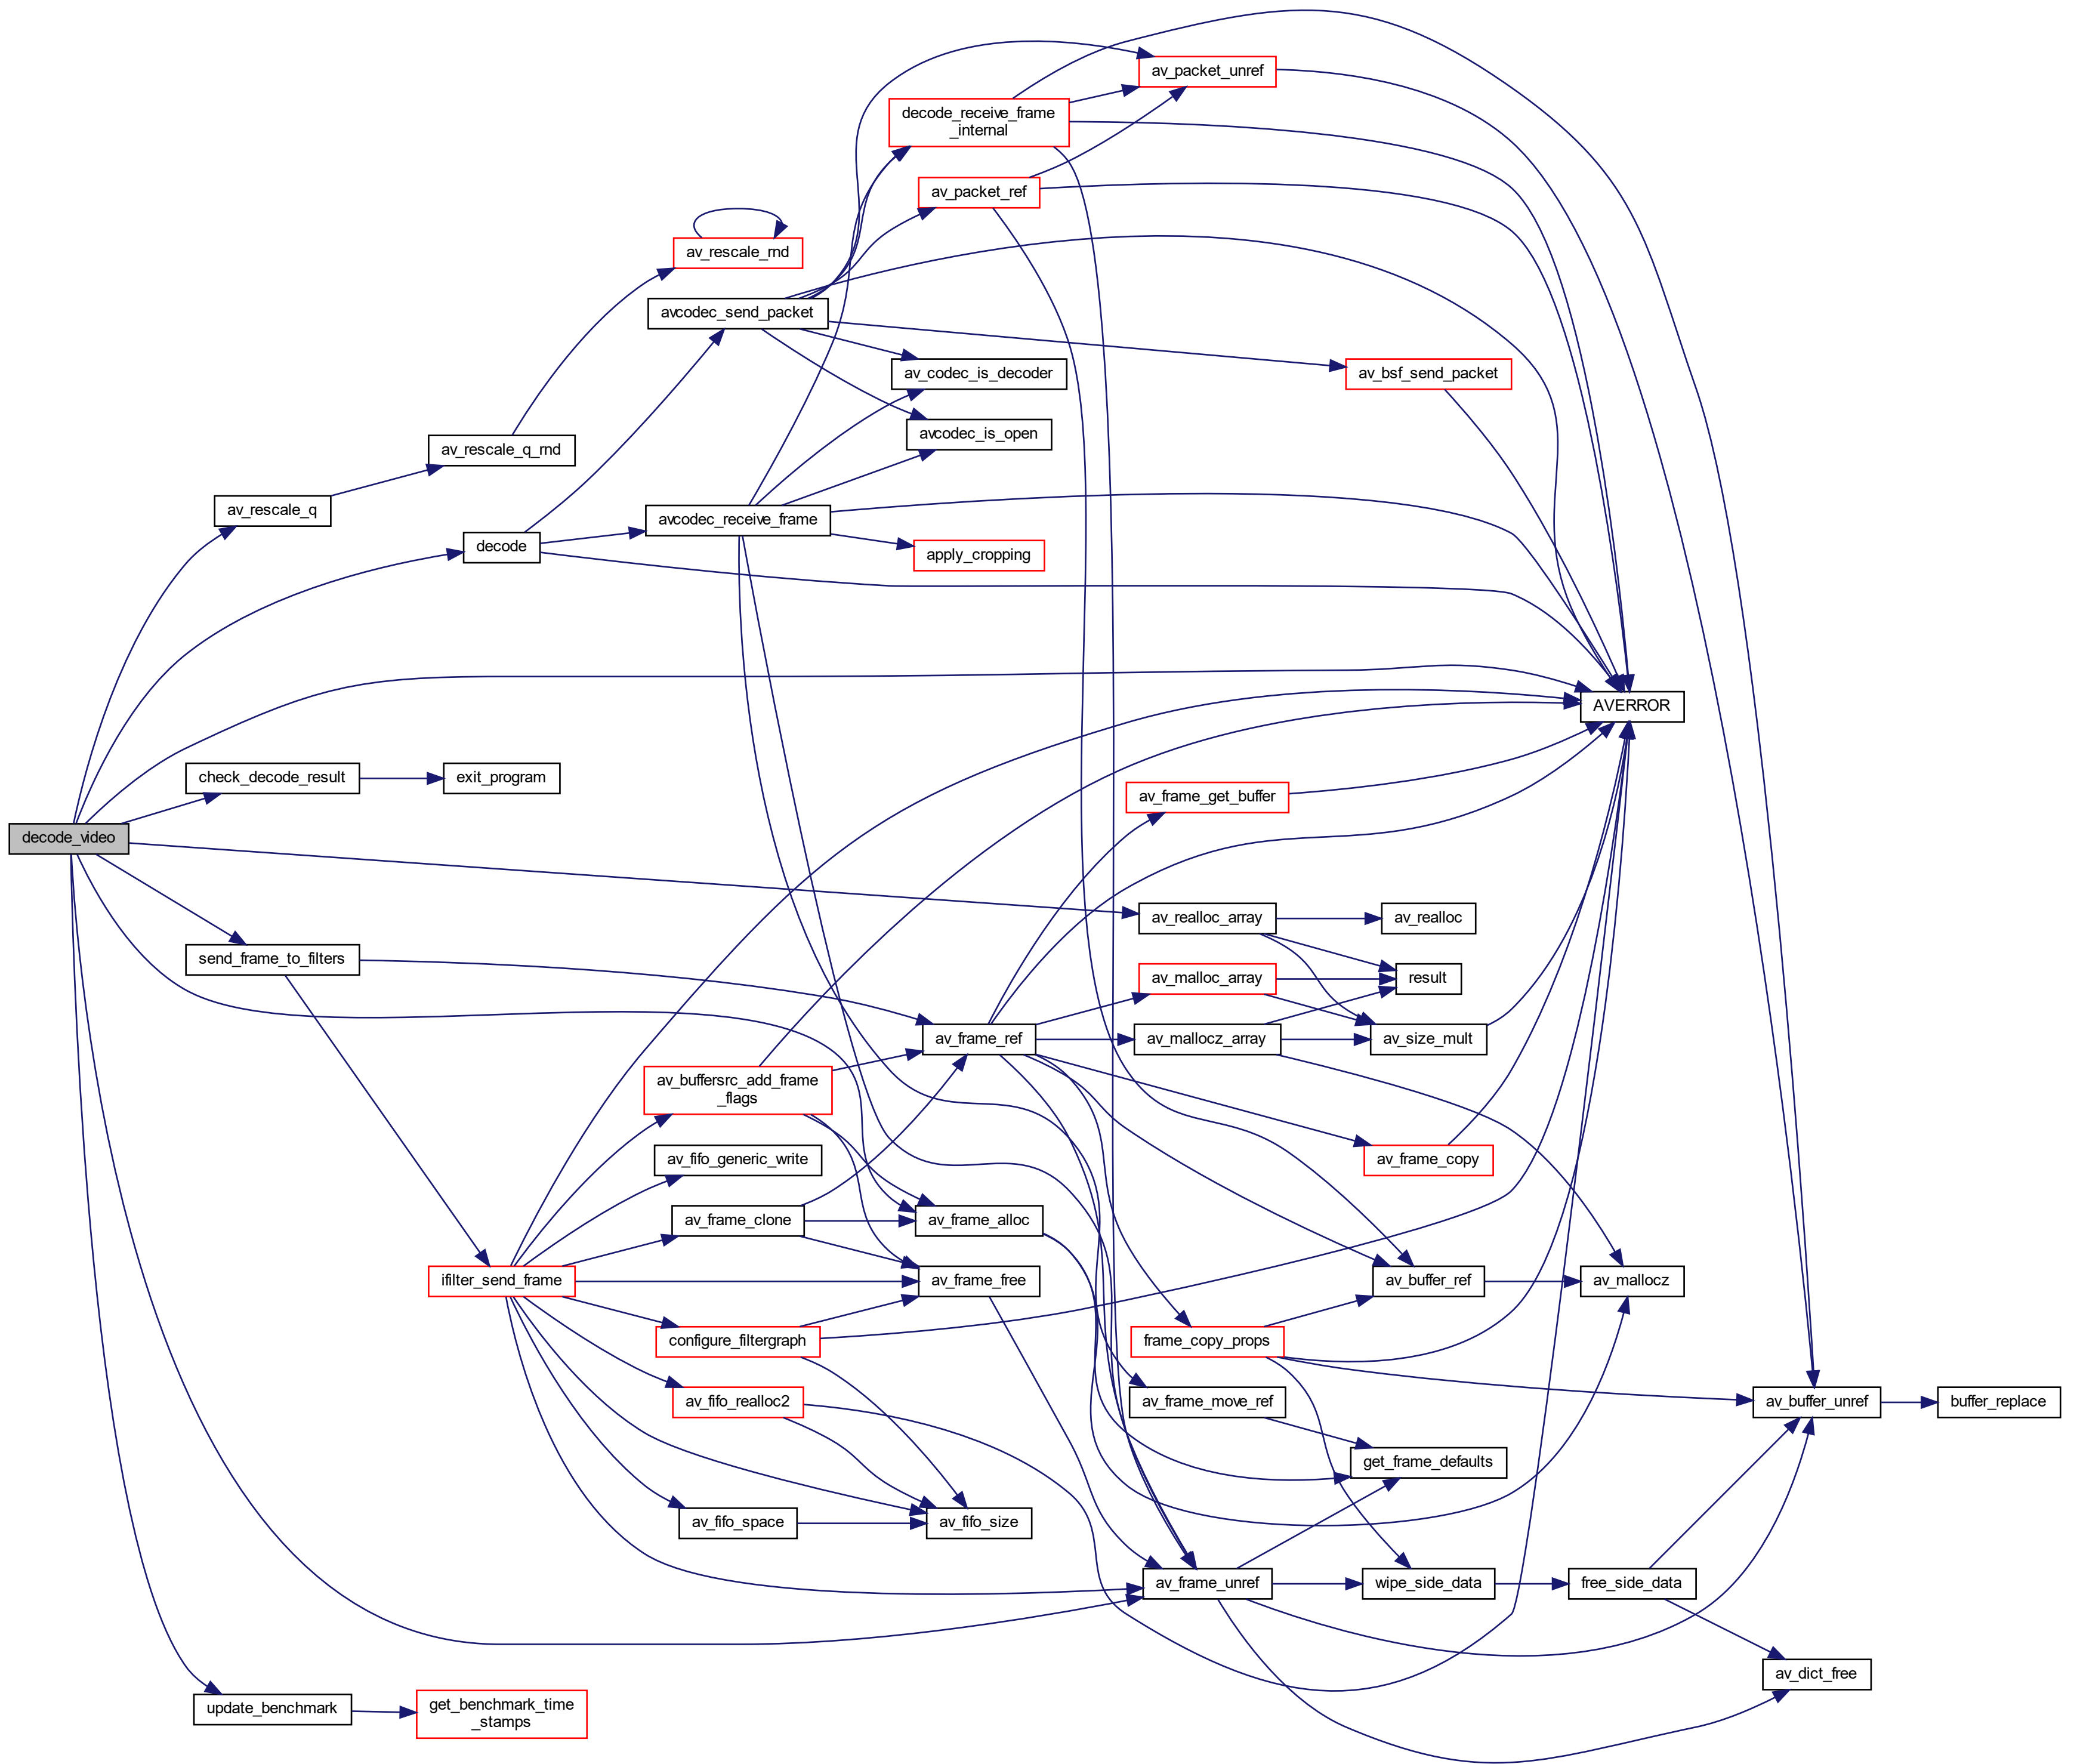 av_packet_unref
decode_receive_frame
_internal
av_packet_ref
av_rescale_rnd
avcodec_send_packet
av_codec_is_decoder
av_bsf_send_packet
avcodec_is_open
av_rescale_q_rnd
av_rescale_q
avcodec_receive_frame
decode
apply_cropping
AVERROR
check_decode_result
exit_program
av_frame_get_buffer
decode_video
av_realloc_array
av_realloc
send_frame_to_filters
av_malloc_array
result
av_frame_ref
av_mallocz_array
av_size_mult
av_buffersrc_add_frame
_flags
av_fifo_generic_write
av_frame_copy
av_frame_clone
av_frame_alloc
ifilter_send_frame
av_frame_free
av_buffer_ref
av_mallocz
configure_filtergraph
frame_copy_props
av_fifo_realloc2
av_frame_move_ref
av_buffer_unref
buffer_replace
get_frame_defaults
av_fifo_space
av_fifo_size
av_frame_unref
wipe_side_data
free_side_data
av_dict_free
update_benchmark
get_benchmark_time
_stamps